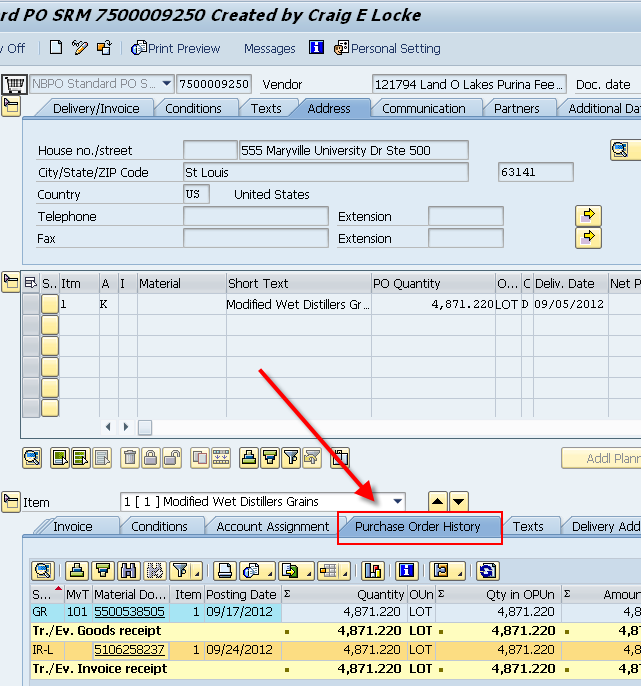 rd PO SRM 7500009250 Created by Craig E Locke
v Off Print Preview Messages Personal Setting
NBPO Standard PO S... 7500009250 Vendor 121794 Land O Lakes Purina Fee... Doc. date
Delivery/Invoice Conditions Texts Address Communication Partners Additional Da
House no./street 555 Maryville University Dr Ste 500
City/State/ZIP Code St Louis 63141
Country US United States
Telephone Extension
Fax Extension
S.. Itm A I Material Short Text PO Quantity O... C Deliv. Date Net P
1 K Modified Wet Distillers Gr... 4,871.220 LOT D 09/05/2012
Addl Plann
Item 1 [ 1 ] Modified Wet Distillers Grains
Invoice Conditions Account Assignment Purchase Order History Texts Delivery Add
S... MvT Material Do... Item Posting Date Σ Quantity OUn Σ Qty in OPUn Σ Amoun
GR 101 5500538505 1 09/17/2012 4,871.220 LOT 4,871.220 4,8
Tr./Ev. Goods receipt 4,871.220 LOT 4,871.220 4,8
IR-L 5106258237 1 09/24/2012 4,871.220 LOT 4,871.220 4,8
Tr./Ev. Invoice receipt 4,871.220 LOT 4,871.220 4,8